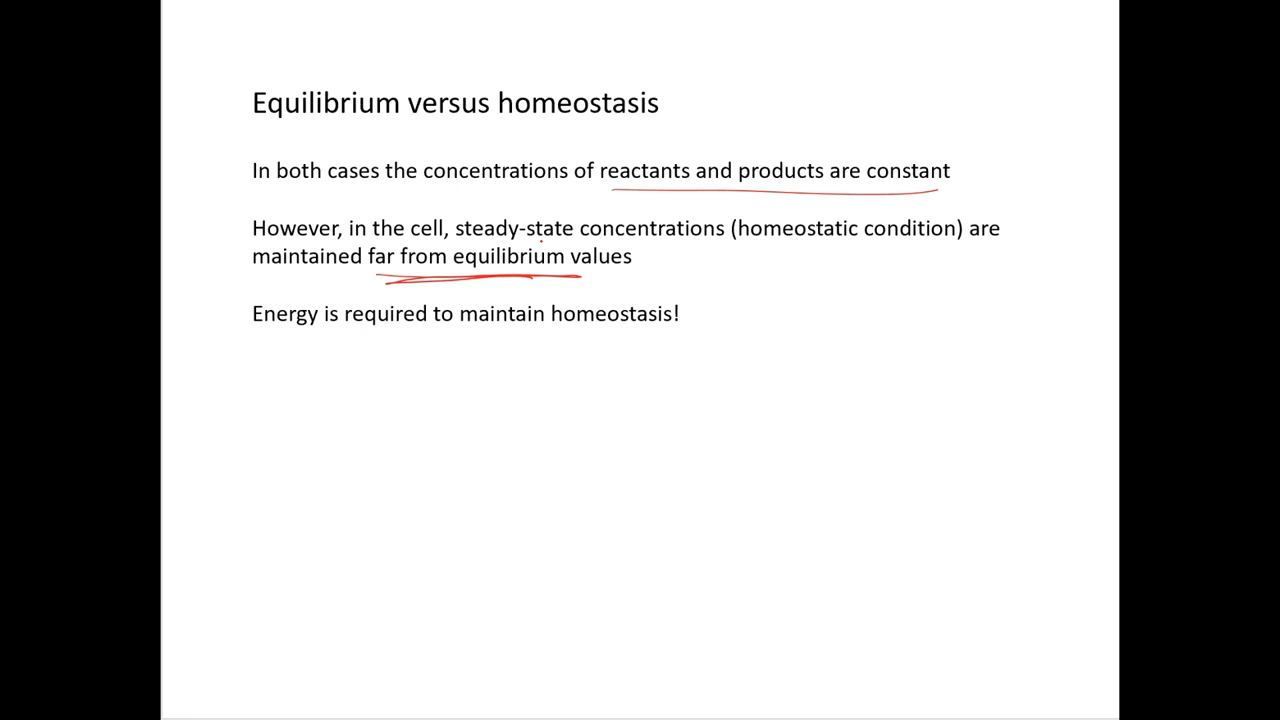 Equilibrium versus homeostasis
In both cases the concentrations of reactants and products are constant
However, in the cell, steady-state concentrations (homeostatic condition) are
maintained far from equilibrium values
Energy is required to maintain homeostasis!